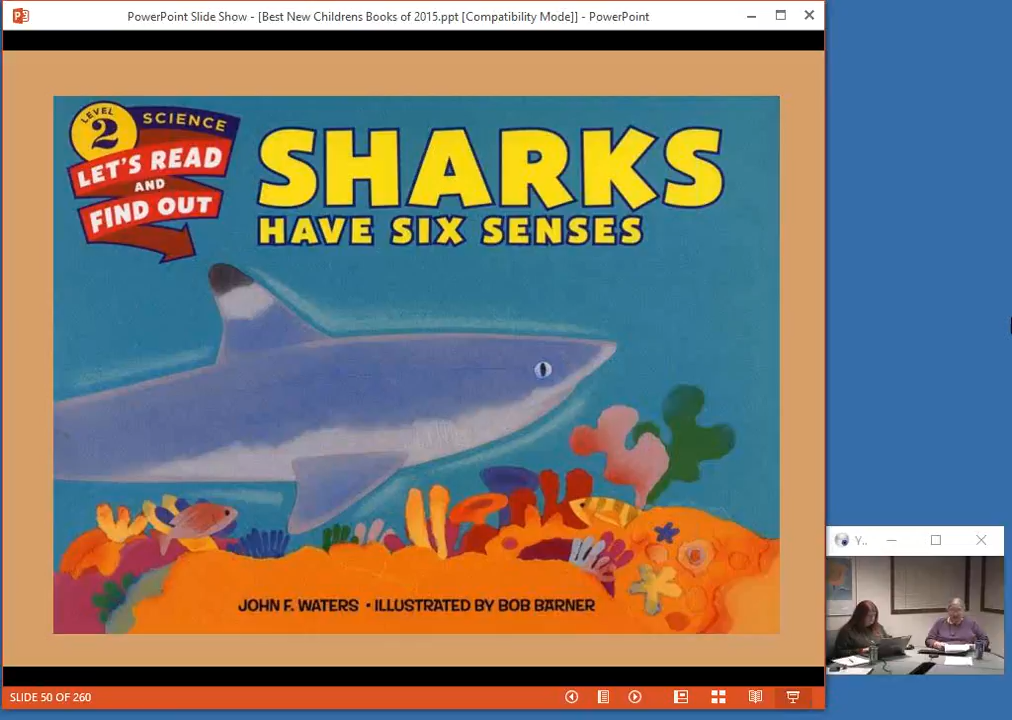 PowerPoint Slide Show - [Best New Childrens Books of 2015.ppt [Compatibility Mode]] - PowerPoint
LEVEL
2
SCIENCE
LET'S READ
AND
FIND OUT
SHARKS
HAVE SIX SENSES
JOHN F. WATERS • ILLUSTRATED BY BOB BARNER
Y..
SLIDE 50 OF 260